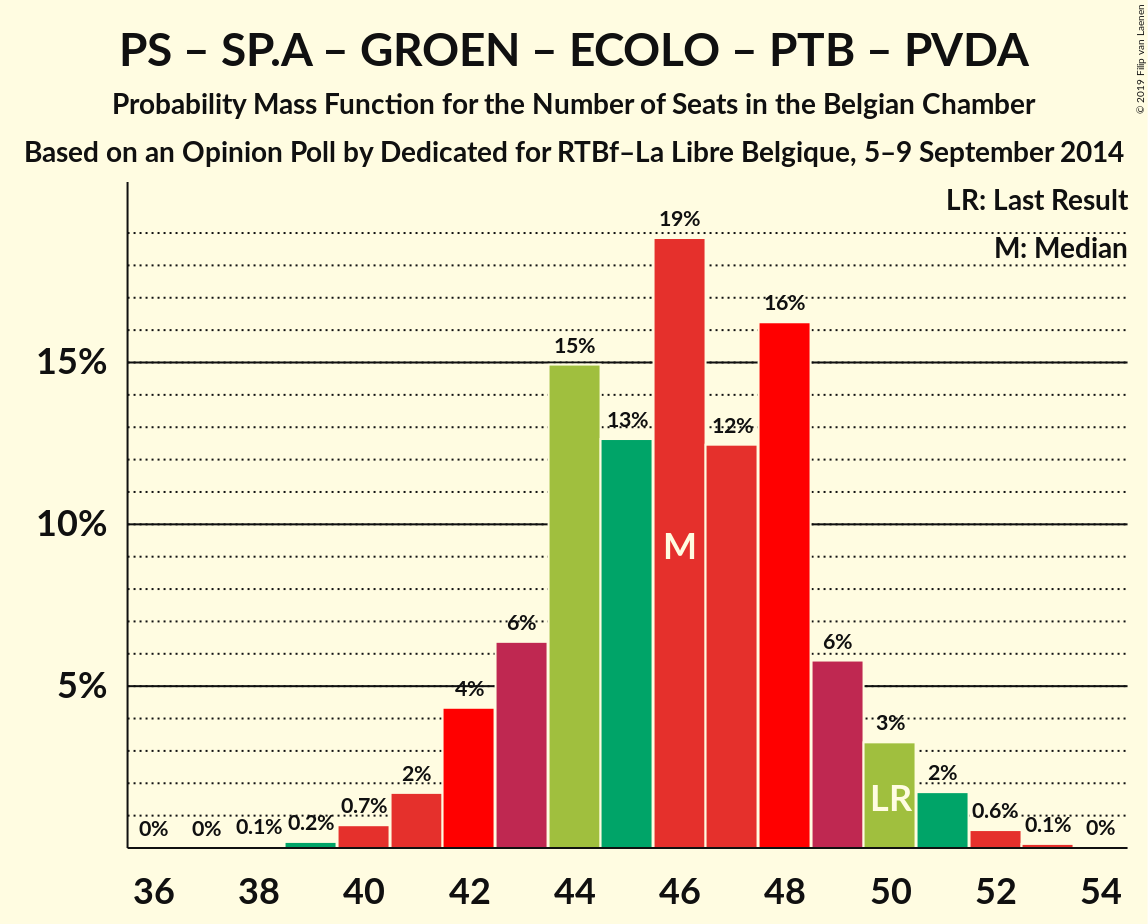 PS – SP.A – GROEN – ECOLO – PTB – PVDA
Probability Mass Function for the Number of Seats in the Belgian Chamber
Based on an Opinion Poll by Dedicated for RTBf–La Libre Belgique, 5–9 September 2014
© 2019 Filip van Laenen
LR: Last Result
M: Median
15%
10%
5%
0%
0%
0.1%
0.2%
0.7%
2%
4%
6%
15%
13%
19%
12%
16%
6%
3%
2%
0.6%
0.1%
0%
M
LR
36 38 40 42 44 46 48 50 52 54